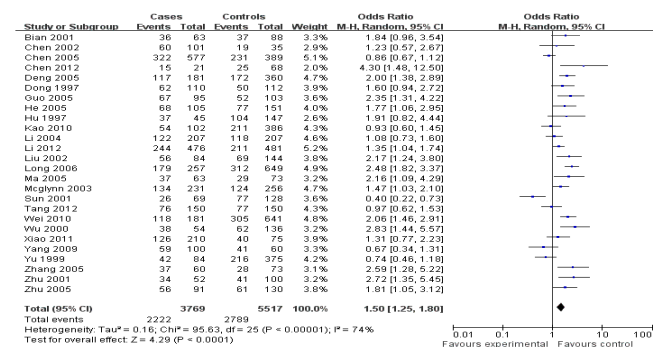 Cases Controls Odds Ratio Odds Ratio
Study or Subgroup Events Total Events Total Weight M-H, Random, 95% CI M-H, Random, 95% CI
Bian 2001 36 63 37 88 3.3% 1.84 [0.96, 3.54]
Chen 2002 60 101 19 35 2.8% 1.23 [0.57, 2.67]
Chen 2005 322 577 231 389 5.5% 0.86 [0.67, 1.12]
Chen 2012 15 21 25 68 1.8% 4.30 [1.48, 12.50]
Deng 2005 117 181 172 360 4.8% 2.00 [1.38, 2.89]
Dong 1997 62 110 50 112 3.9% 1.60 [0.94, 2.72]
Guo 2005 67 95 52 103 3.6% 2.35 [1.31, 4.22]
He 2005 68 105 77 151 4.0% 1.77 [1.06, 2.95]
Hu 1997 37 45 104 147 2.6% 1.91 [0.82, 4.44]
Kao 2010 54 102 211 386 4.4% 0.93 [0.60, 1.45]
Li 2004 122 207 118 207 4.7% 1.08 [0.73, 1.60]
Li 2012 244 476 211 481 5.5% 1.35 [1.04, 1.74]
Liu 2002 56 84 69 144 3.7% 2.17 [1.24, 3.80]
Long 2006 179 257 312 649 5.2% 2.48 [1.82, 3.37]
Ma 2005 37 63 29 73 3.1% 2.16 [1.09, 4.29]
Mcglynn 2003 134 231 124 256 4.9% 1.47 [1.03, 2.10]
Sun 2001 26 69 77 128 3.5% 0.40 [0.22, 0.73]
Tang 2012 76 150 77 150 4.3% 0.97 [0.62, 1.53]
Wei 2010 118 181 305 641 5.0% 2.06 [1.46, 2.91]
Wu 2000 38 54 62 136 3.1% 2.83 [1.44, 5.57]
Xiao 2011 126 210 40 75 3.9% 1.31 [0.77, 2.23]
Yang 2009 59 100 41 60 3.2% 0.67 [0.34, 1.31]
Yu 1999 42 84 216 375 4.2% 0.74 [0.46, 1.18]
Zhang 2005 37 60 28 73 3.0% 2.59 [1.28, 5.22]
Zhu 2001 34 52 41 100 3.0% 2.72 [1.35, 5.45]
Zhu 2005 56 91 61 130 3.8% 1.81 [1.05, 3.12]
Total (95% CI) 3769 5517 100.0% 1.50 [1.25, 1.80]
Total events 2222 2789
Heterogeneity: Tau² = 0.16; Chi² = 95.63, df = 25 (P < 0.00001); I² = 74%
Test for overall effect: Z = 4.29 (P < 0.0001)
0.01 0.1 1 10 100
Favours experimental Favours control